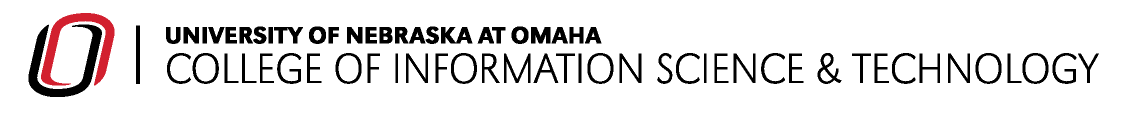 UNIVERSITY OF NEBRASKA AT OMAHA
COLLEGE OF INFORMATION SCIENCE & TECHNOLOGY